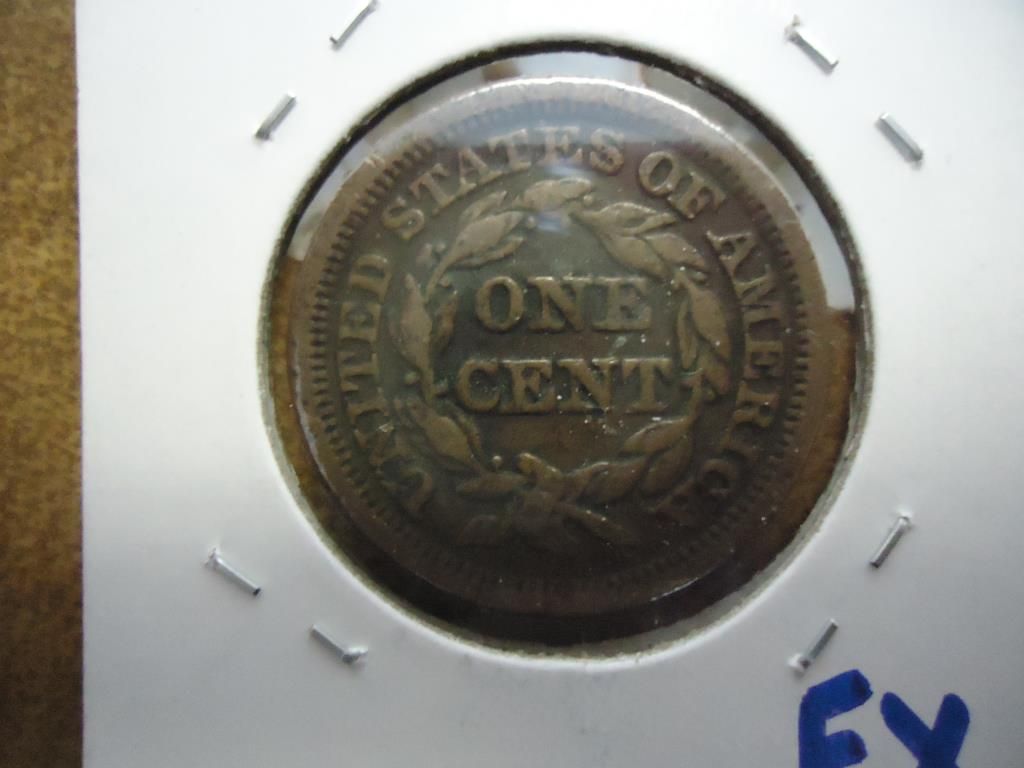 UNITED STATES OF AMERICA
ONE
CENT
EX